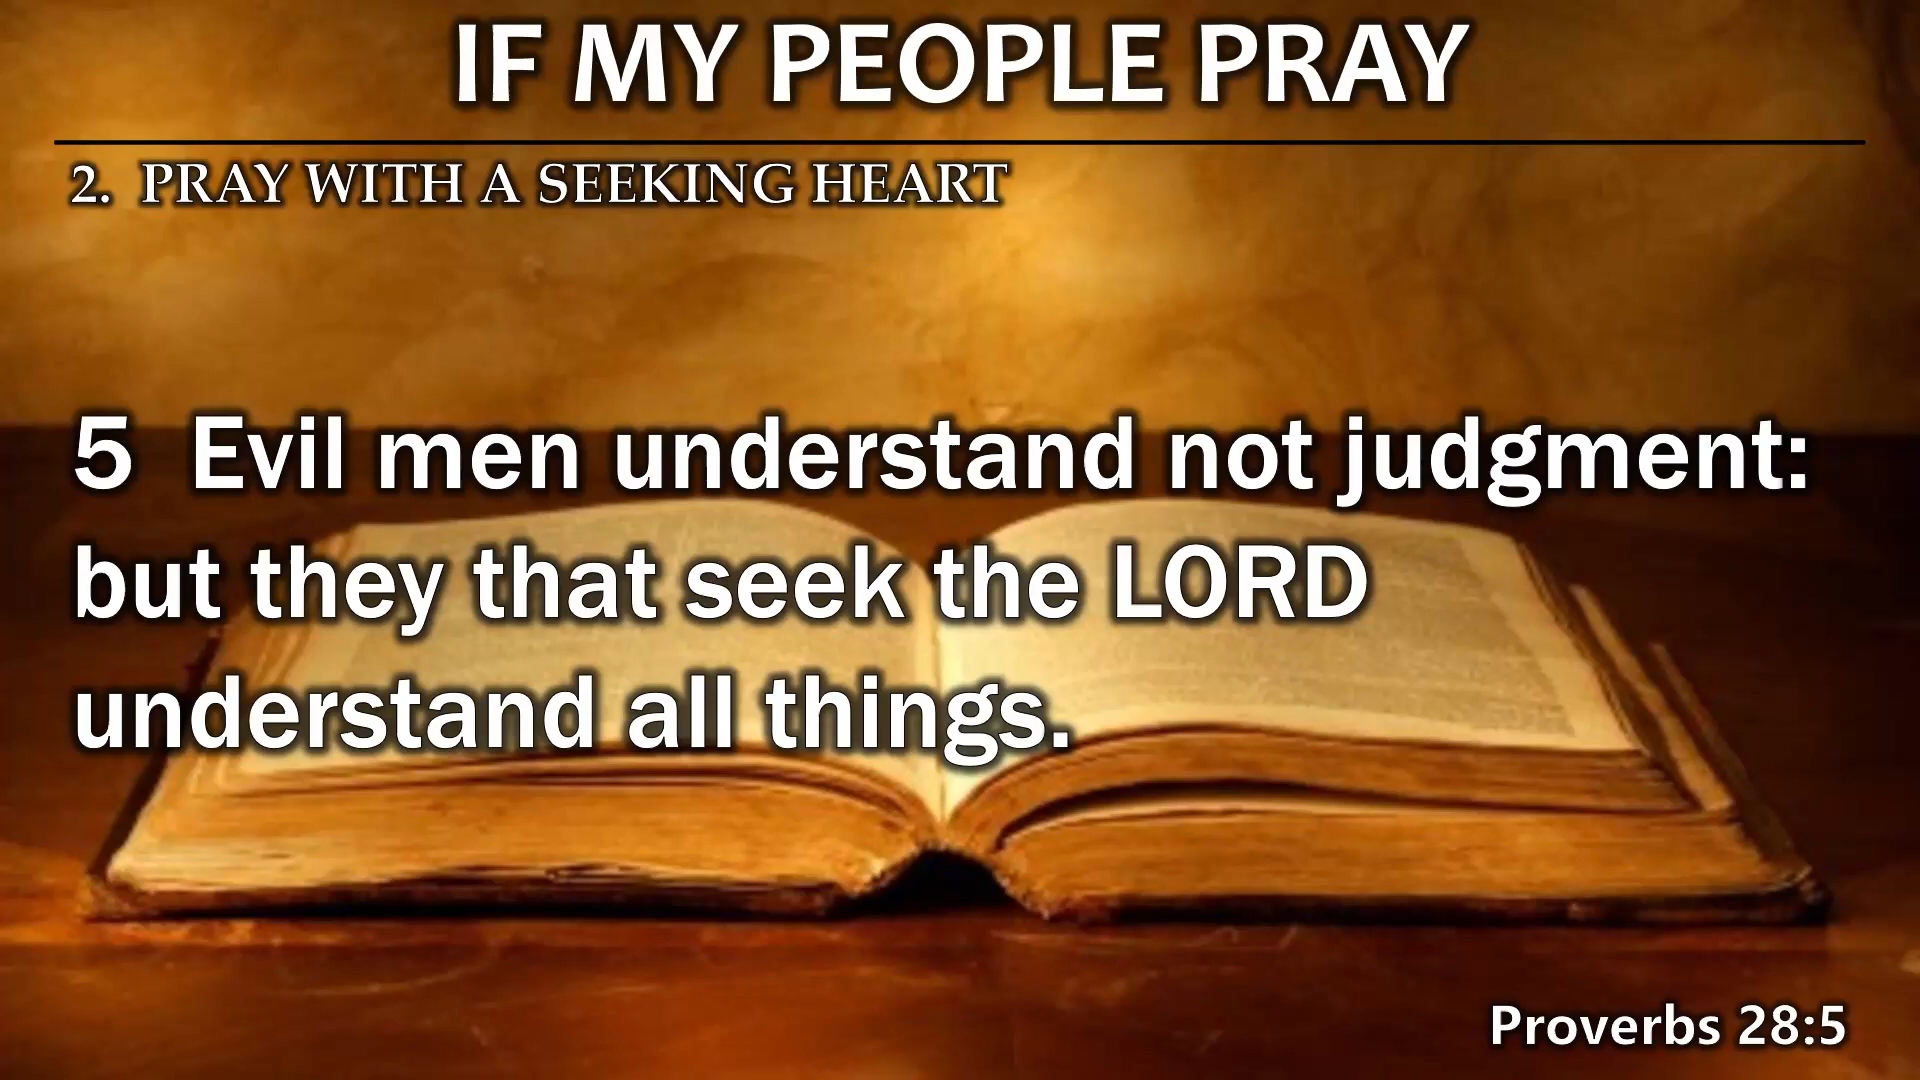 IF MY PEOPLE PRAY
2. PRAY WITH A SEEKING HEART
5 Evil men understand not judgment:
but they that seek the LORD
understand all things.
Proverbs 28:5